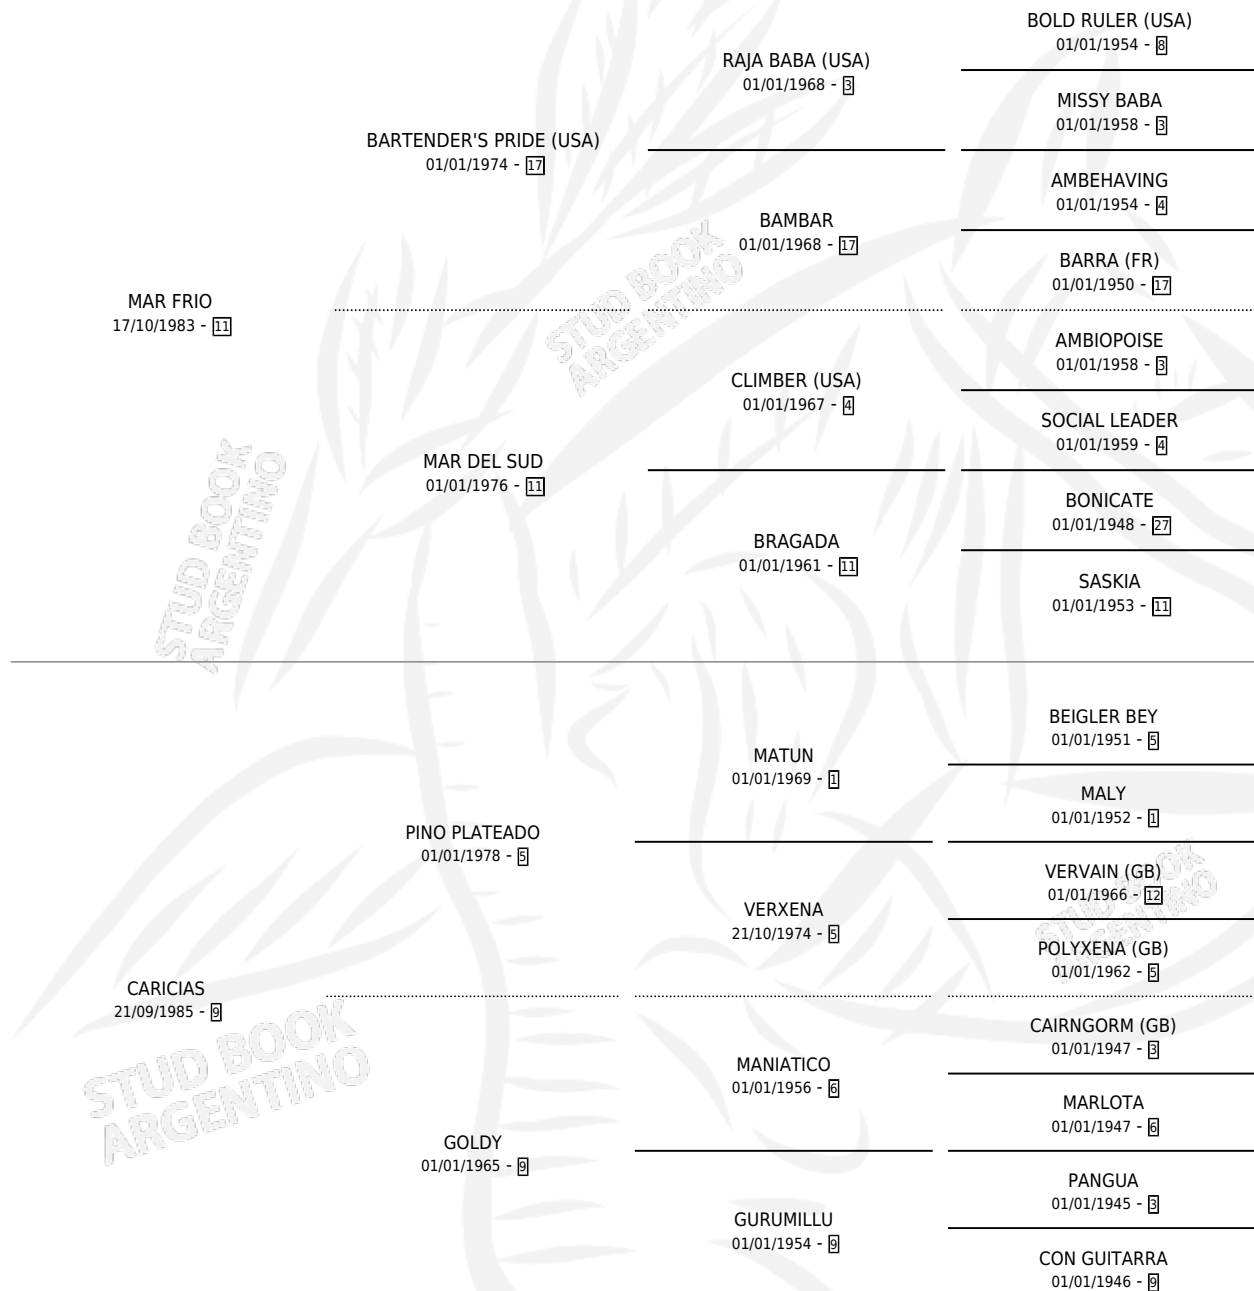 BOLD RULER (USA)
01/01/1954 - 8
RAJA BABA (USA)
01/01/1968 - 3
MISSY BABA
01/01/1958 - 3
BARTENDER'S PRIDE (USA)
01/01/1974 - 17
AMBEHAVING
01/01/1954 - 4
BAMBAR
01/01/1968 - 17
BARRA (FR)
01/01/1950 - 17
MAR FRIO
17/10/1983 - 11
STUD BOOK
ARGENTINO
AMBIOPOISE
01/01/1958 - 3
CLIMBER (USA)
01/01/1967 - 4
SOCIAL LEADER
01/01/1959 - 4
MAR DEL SUD
01/01/1976 - 11
BONICATE
01/01/1948 - 27
BRAGADA
01/01/1961 - 11
SASKIA
01/01/1953 - 11
STUD BOOK
ARGENTINO
BEIGLER BEY
01/01/1951 - 5
MATUN
01/01/1969 - 1
MALY
01/01/1952 - 1
PINO PLATEADO
01/01/1978 - 5
VERVAIN (GB)
01/01/1966 - 12
VERXENA
21/10/1974 - 5
POLYXENA (GB)
01/01/1962 - 5
STUD BOOK
ARGENTINO
CARICIAS
21/09/1985 - 9
CAIRNGORM (GB)
01/01/1947 - 3
MANIATICO
01/01/1956 - 6
MARLOTA
01/01/1947 - 6
STUD BOOK
ARGENTINO
GOLDY
01/01/1965 - 9
PANGUA
01/01/1945 - 3
GURUMILLU
01/01/1954 - 9
CON GUITARRA
01/01/1946 - 9